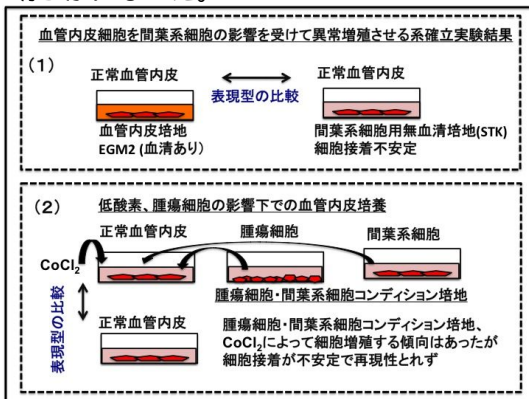 血管内皮細胞を間葉系細胞の影響を受けて異常増殖させる系確立実験結果
(1)
正常血管内皮
正常血管内皮
表現型の比較
血管内皮培地
EGM2 (血清あり)
間葉系細胞用無血清培地(STK)
細胞接着不安定
(2)
低酸素、腫瘍細胞の影響下での血管内皮培養
正常血管内皮
腫瘍細胞
間葉系細胞
CoCl2
腫瘍細胞・間葉系細胞コンディション培地
表現型の比較
正常血管内皮
腫瘍細胞・間葉系細胞コンディション培地、
CoCl2によって細胞増殖する傾向はあったが
細胞接着が不安定で再現性とれず